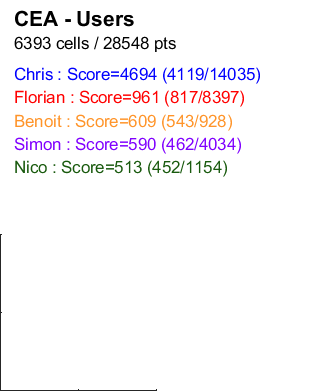 CEA - Users
6393 cells / 28548 pts
Chris : Score=4694 (4119/14035)
Florian : Score=961 (817/8397)
Benoit : Score=609 (543/928)
Simon : Score=590 (462/4034)
Nico : Score=513 (452/1154)